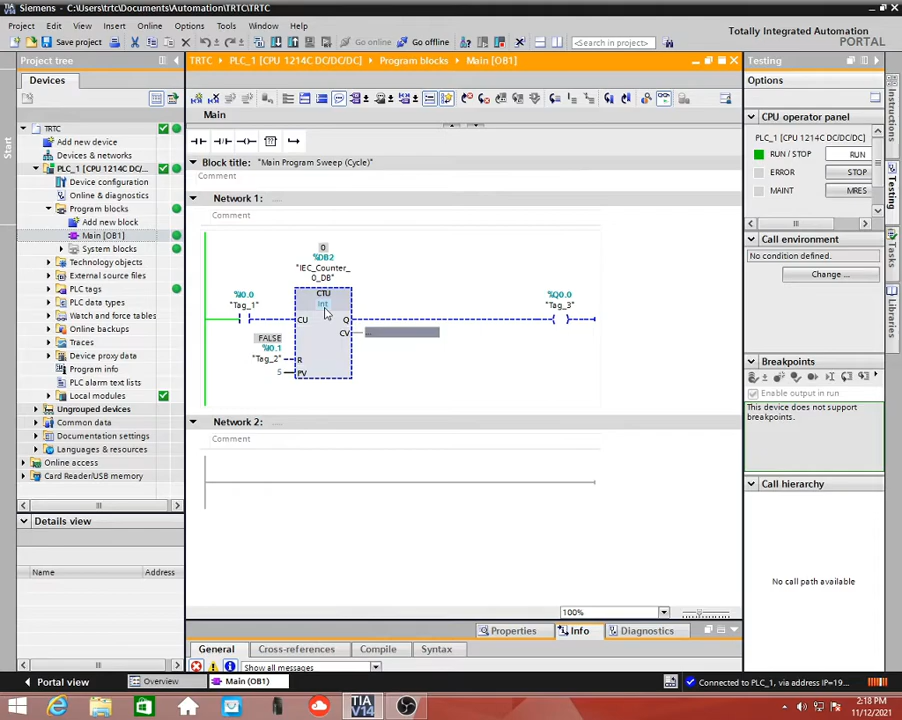 Siemens - C:\Users\trtc\Documents\Automation\TRTC\TRTC
Project Edit View Insert Online Options Tools Window Help
Save project
Go online
Go offline
<Search in project>
Totally Integrated Automation
PORTAL
Project tree
Devices
TRTC
Add new device
Devices & networks
PLC_1 [CPU 1214C DC/DC/...
Device configuration
Online & diagnostics
Program blocks
Add new block
Main [OB1]
System blocks
Technology objects
External source files
PLC tags
PLC data types
Watch and force tables
Online backups
Traces
Device proxy data
Program info
PLC alarm text lists
Local modules
Ungrouped devices
Common data
Documentation settings
Languages & resources
Online access
Card Reader/USB memory
Details view
Name Address
Start
TRTC PLC_1 [CPU 1214C DC/DC/DC] Program blocks Main [OB1]
Main
Block title: "Main Program Sweep (Cycle)"
Comment
Network 1: ....
Comment
0
%DB2
"IEC_Counter_
0_DB"
CTU
Int
%I0.0
"Tag_1"
CU
Q
CV
...
FALSE
%I0.1
"Tag_2"
R
5
PV
%Q0.0
"Tag_3"
Network 2: ....
Comment
100%
Properties
Info
Diagnostics
General Cross-references Compile Syntax
Show all messages
Testing
Options
CPU operator panel
PLC_1 [CPU 1214C DC/DC/DC]
RUN / STOP RUN
ERROR STOP
MAINT MRES
Call environment
No condition defined.
Change ...
Breakpoints
Enable output in run
This device does not support
breakpoints.
Call hierarchy
No call path available
Instructions
Testing
Tasks
Libraries
Portal view
Overview
Main (OB1)
Connected to PLC_1, via address IP=19...
TIA
V14
2:18 PM
11/12/2021